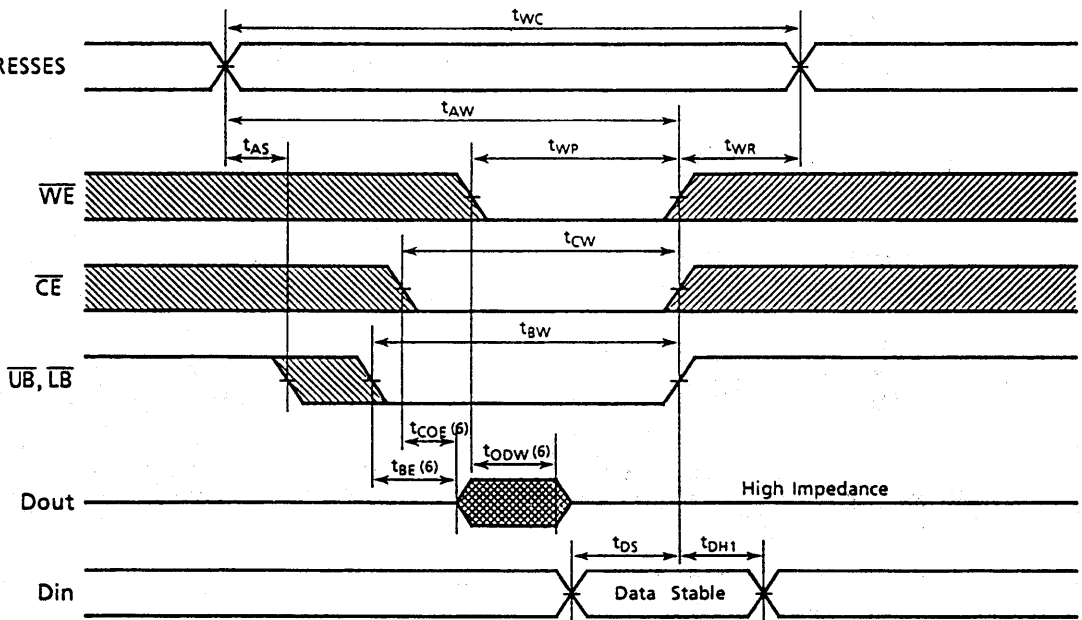 tWC
RESSES
tAW
tAS
tWP
tWR
WE
tCW
CE
tBW
UB, LB
tCOE (6)
tODW (6)
tBE (6)
High Impedance
Dout
tDS
tDH1
Din
Data Stable